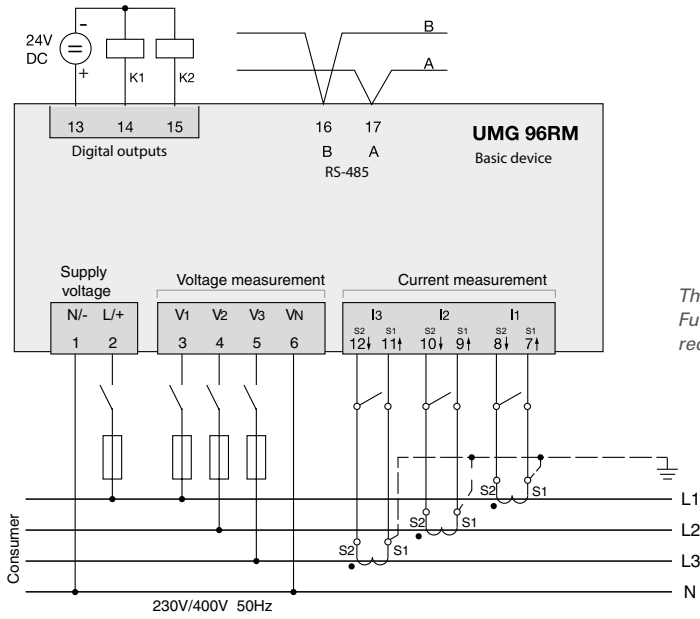 24V
DC
-
+
K1
K2
B
A
13 14 15
Digital outputs
16 17
B A
RS-485
UMG 96RM
Basic device
Supply
voltage
Voltage measurement
Current measurement
N/- L/+
V1 V2 V3 VN
I3 I2 I1
S2 S1 S2 S1 S2 S1
1 2 3 4 5 6 12 11 10 9 8 7
Th
Fu
rec
S2 S1
S2 S1
S2 S1
L1
L2
L3
N
Consumer
230V/400V 50Hz